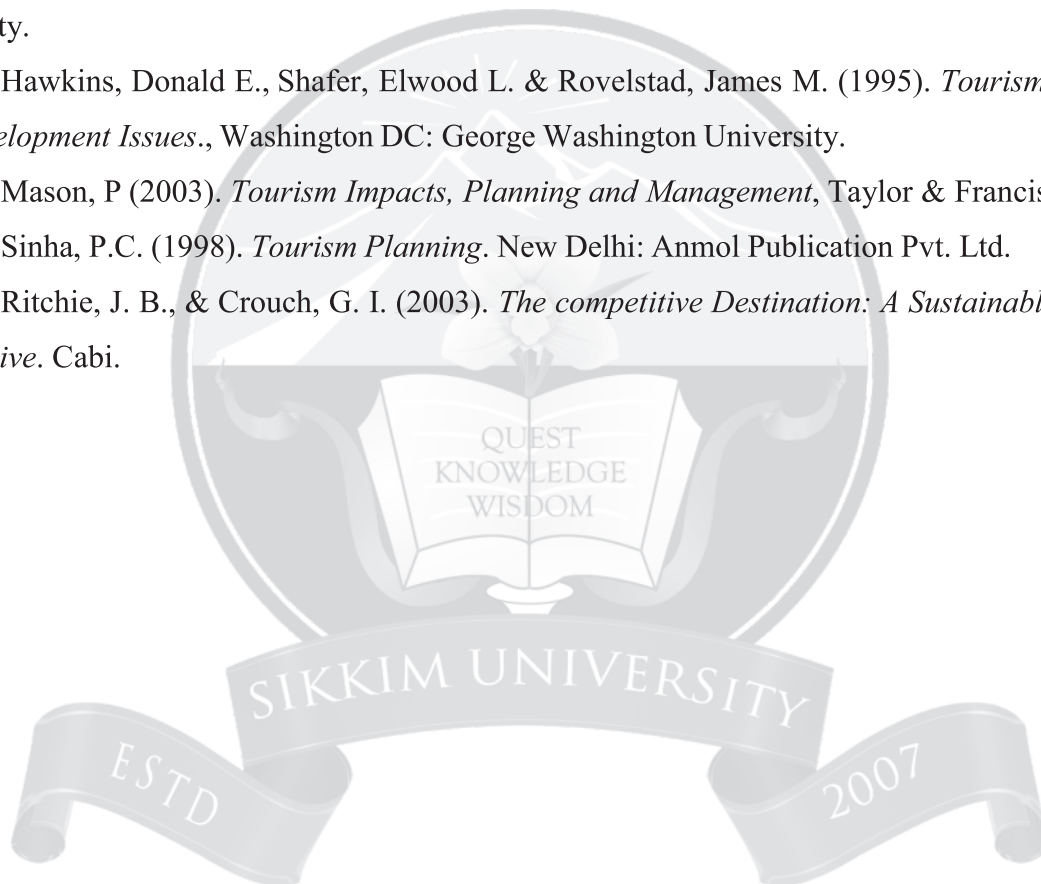 ty.
Hawkins, Donald E., Shafer, Elwood L. & Rovelstad, James M. (1995). Tourism
elopment Issues., Washington DC: George Washington University.
Mason, P (2003). Tourism Impacts, Planning and Management, Taylor & Francis
Sinha, P.C. (1998). Tourism Planning. New Delhi: Anmol Publication Pvt. Ltd.
Ritchie, J. B., & Crouch, G. I. (2003). The competitive Destination: A Sustainabl
ive. Cabi.
QUEST
KNOWLEDGE
WISDOM
SIKKIM UNIVERSITY
ESTD
2007